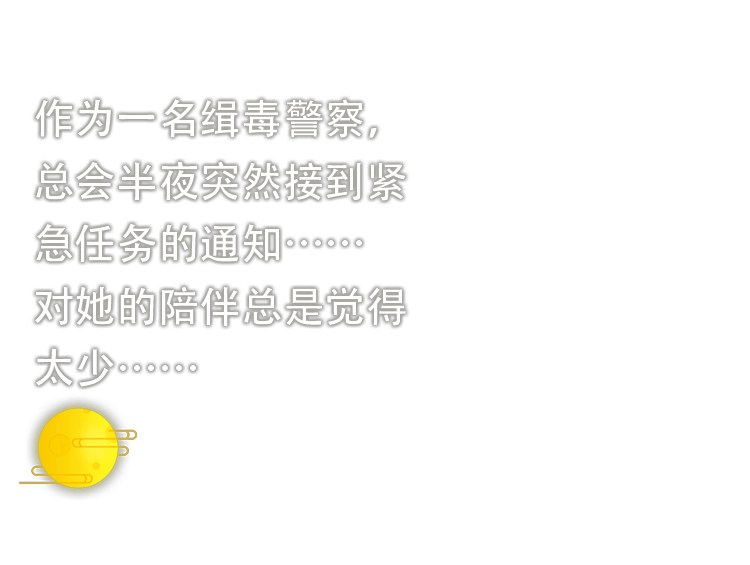 作为一名缉毒警察，
总会半夜突然接到紧
急任务的通知……
对她的陪伴总是觉得
太少……